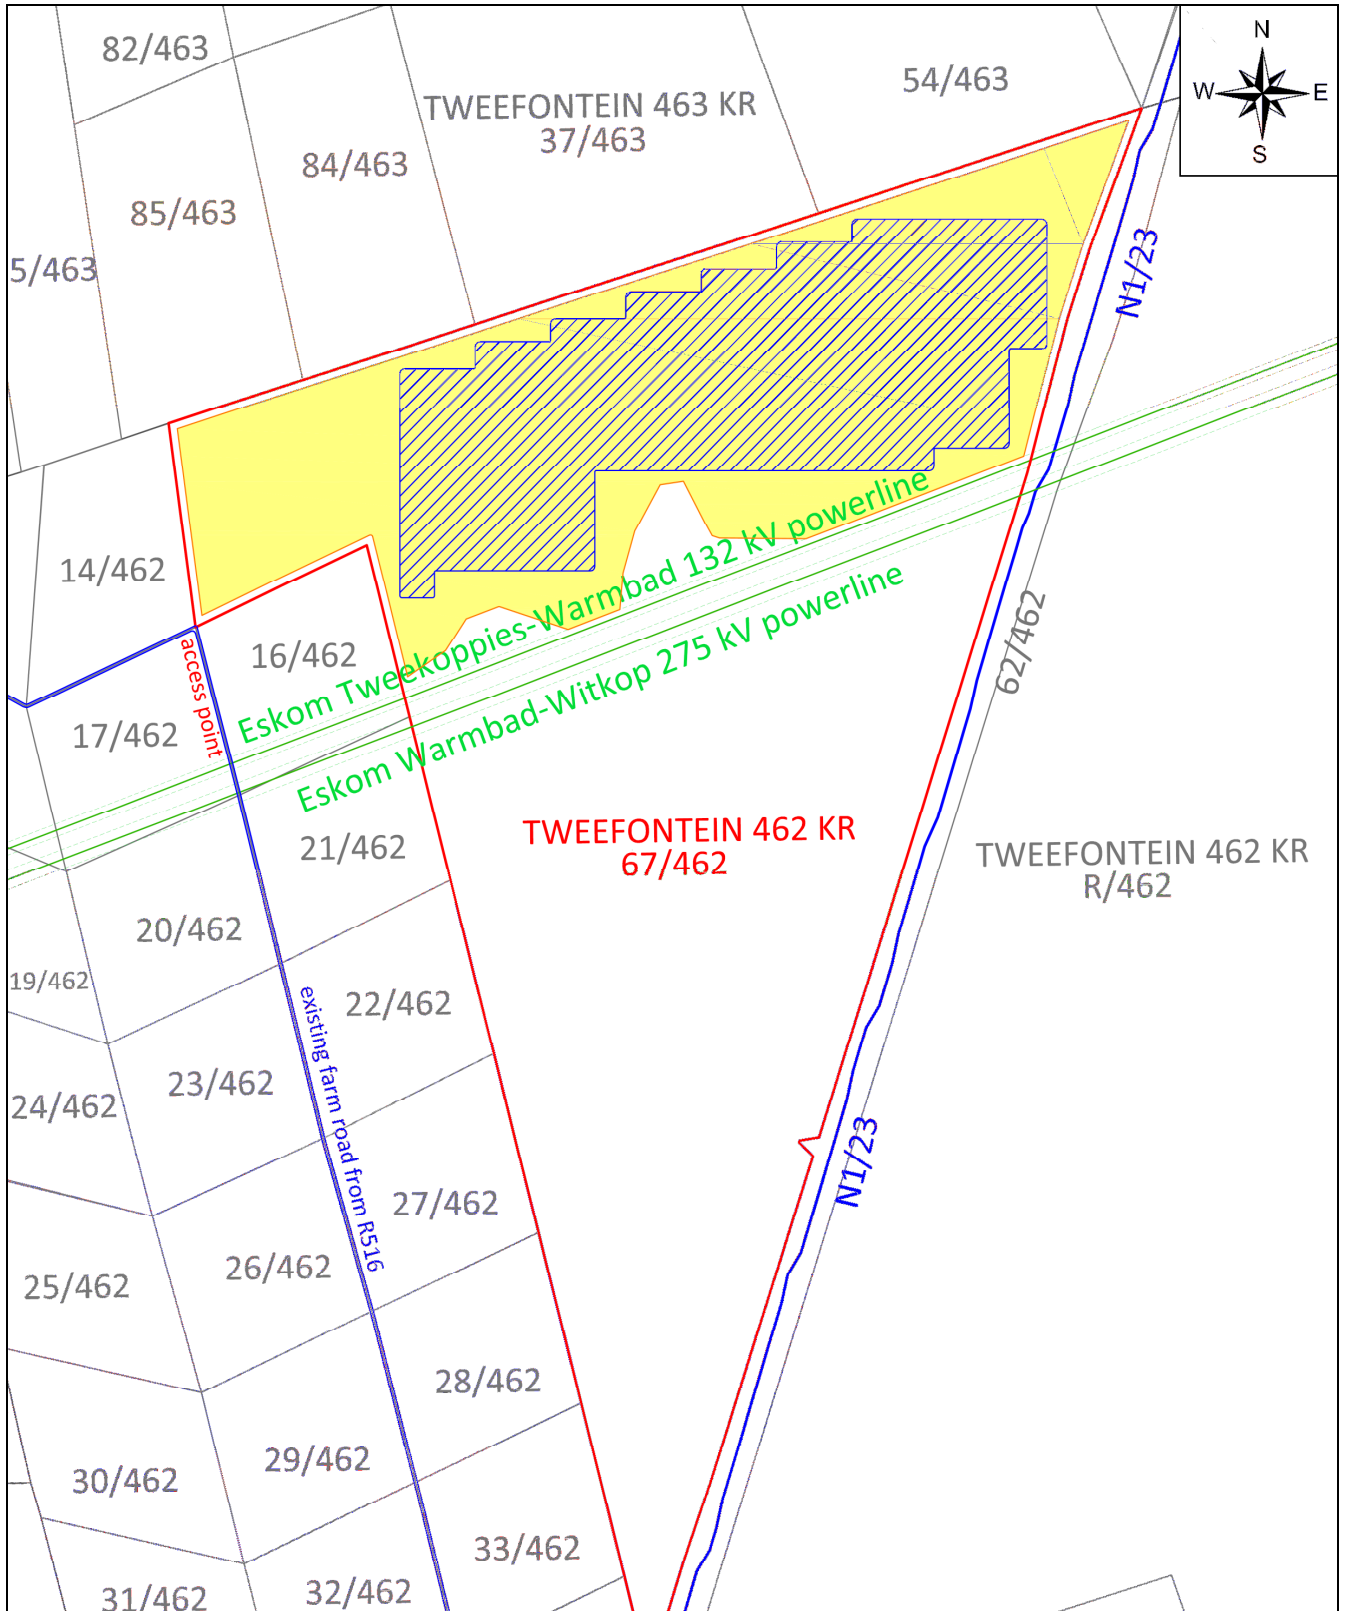 N
W E
S
82/463
54/463
TWEEFONTEIN 463 KR
37/463
84/463
85/463
5/463
N1/23
14/462
Eskom Tweekoppies-Warmbad 132 kV powerline
Eskom Warmbad-Witkop 275 kV powerline
62/462
16/462
access point
17/462
TWEEFONTEIN 462 KR
67/462
TWEEFONTEIN 462 KR
R/462
21/462
20/462
19/462
22/462
existing farm road from R516
23/462
24/462
N1/23
27/462
26/462
25/462
28/462
29/462
30/462
33/462
32/462
31/462